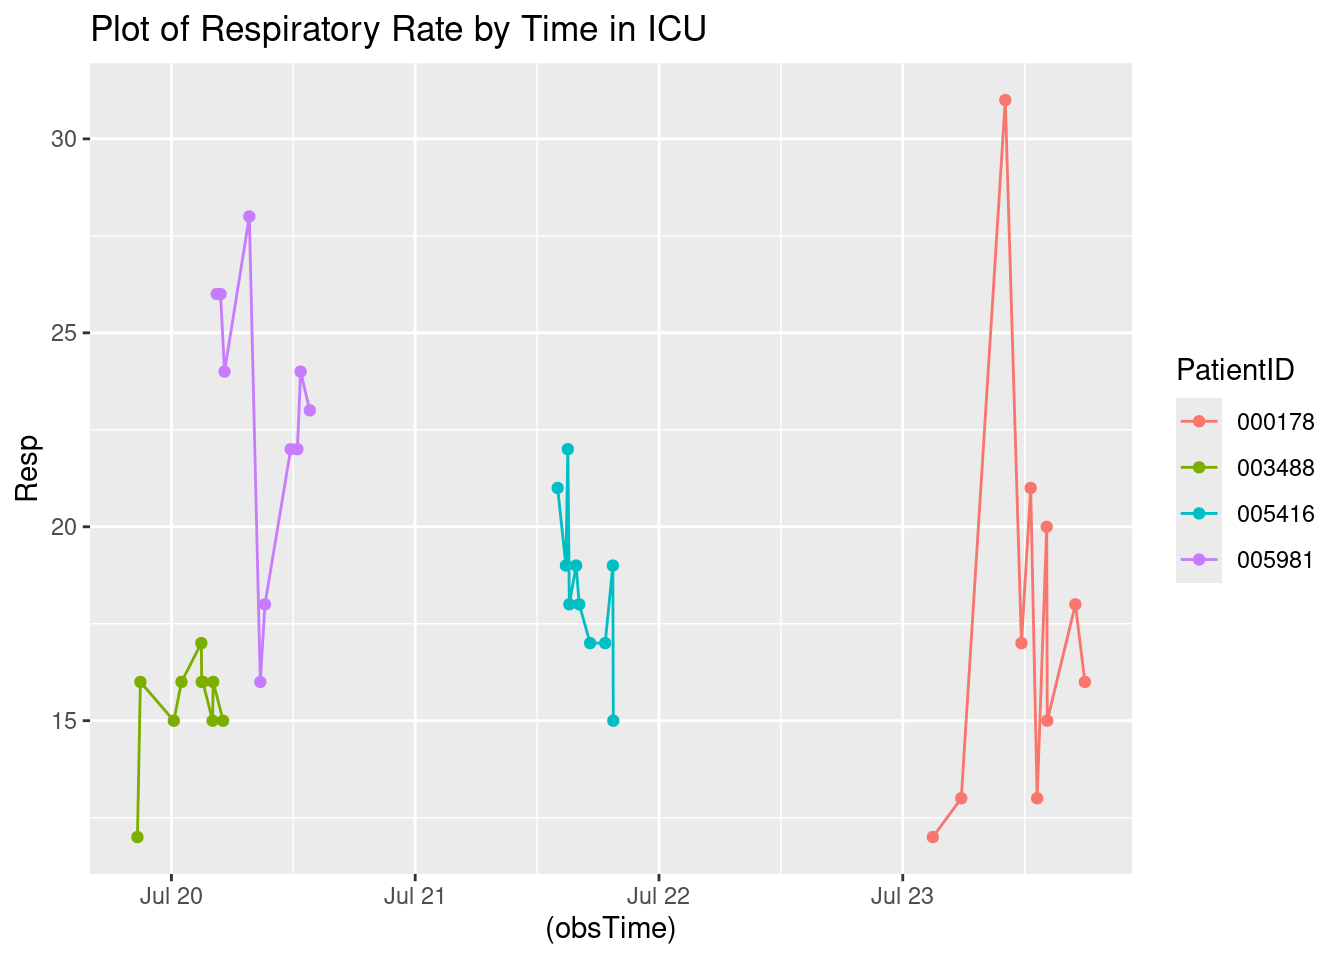 Plot of Respiratory Rate by Time in ICU
30
25
20
15
Resp
Jul 20
Jul 21
Jul 22
Jul 23
(obsTime)
PatientID
000178
003488
005416
005981